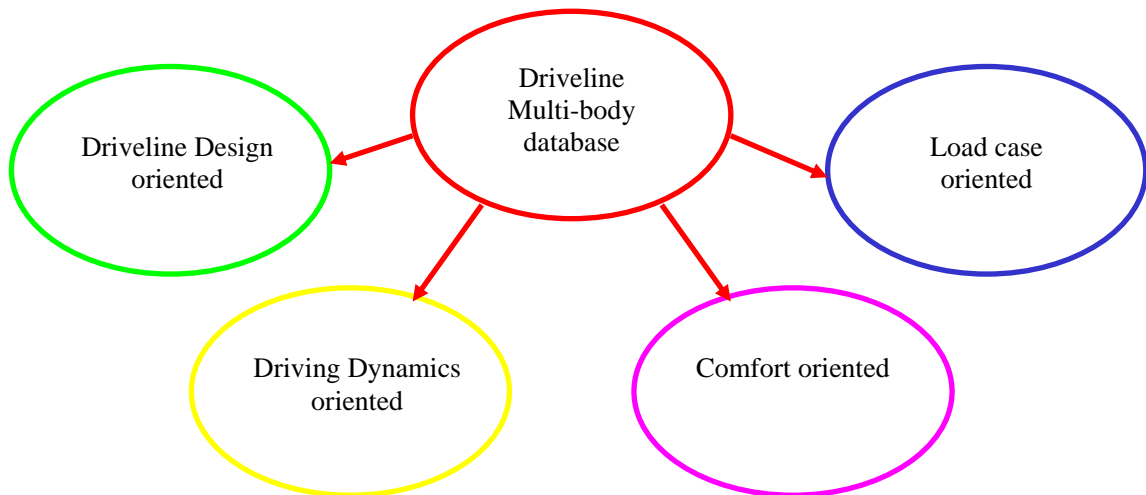 Driveline
Multi-body
database
Driveline Design
oriented
Load case
oriented
Driving Dynamics
oriented
Comfort oriented